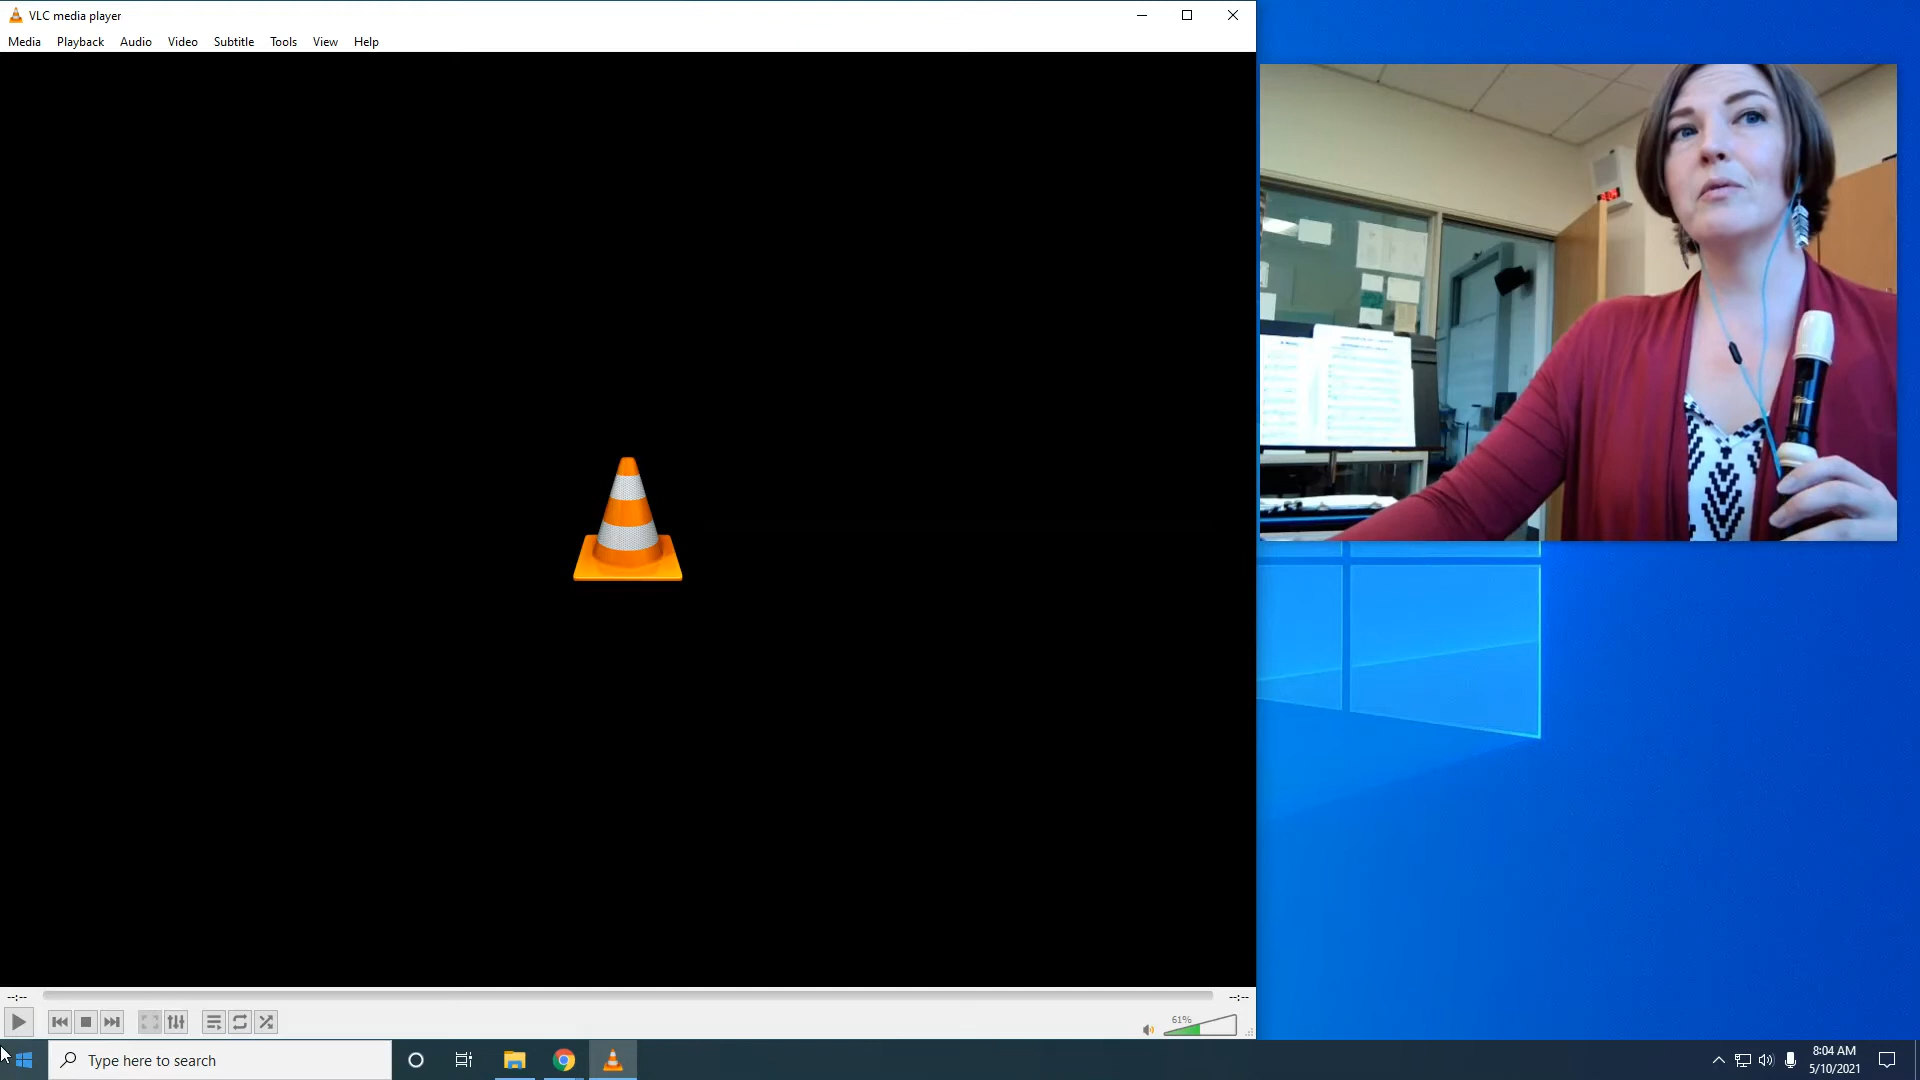 VLC media player
Media Playback Audio Video Subtitle Tools View Help
--:-- --:--
61%
Type here to search
8:04 AM
5/10/2021